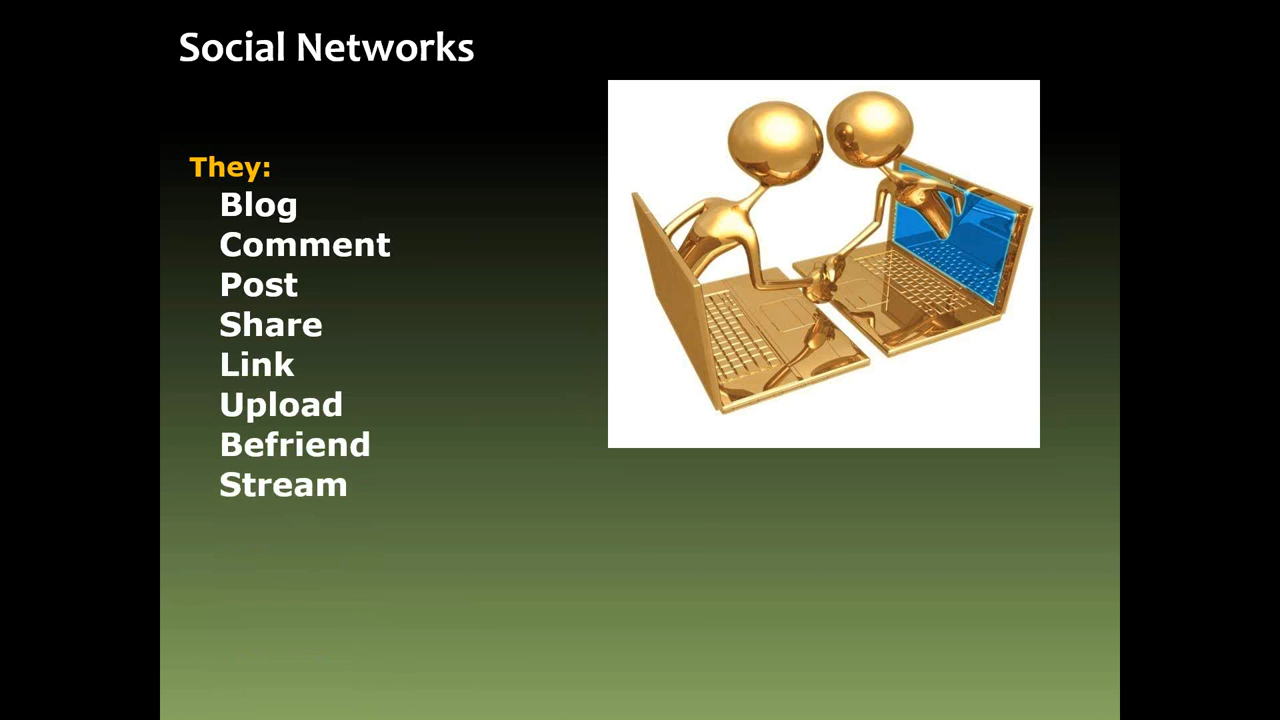 Social Networks
They:
Blog
Comment
Post
Share
Link
Upload
Befriend
Stream